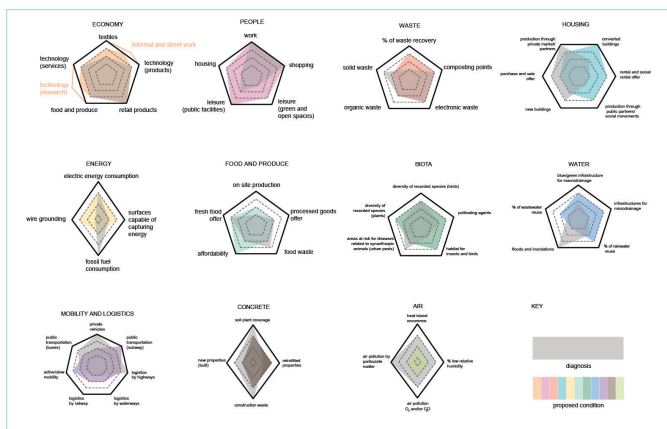 ECONOMY
textiles
informal and street work
technology
(services)
technology
(products)
technology
(research)
food and produce
retail products
PEOPLE
work
housing
shopping
leisure
(public facilities)
leisure
(green and
open spaces)
WASTE
% of waste recovery
solid waste
composting points
organic waste
electronic waste
HOUSING
production through
private market/
partners
converted
buildings
purchase and sale
offer
rental and social
rental offer
new buildings
production through
public partners/
social movements
ENERGY
electric energy consumption
wire grounding
surfaces
capable of
capturing
energy
fossil fuel
consumption
FOOD AND PRODUCE
on site production
fresh food
offer
processed goods
offer
affordability
food waste
BIOTA
diversity of recorded species (birds)
diversity of
recorded species
(plants)
pollinating agents
areas at risk for diseases
related to synanthropic
animals (urban pests)
habitat for
insects and birds
WATER
blue/green infrastructure
for macrodrainage
% of wastewater
reuse
infrastructures for
microdrainage
floods and inundations
% of rainwater
reuse
MOBILITY AND LOGISTICS
private
vehicles
public
transportation
(buses)
public
transportation
(subway)
active/slow
mobility
logistics
by highways
logistics
by railway
logistics
by waterways
CONCRETE
soil plant coverage
new properties
(built)
retrofitted
properties
construction waste
AIR
heat island
occurrence
air pollution by
particulate
matter
% low relative
humidity
air pollution
KEY
diagnosis
proposed condition